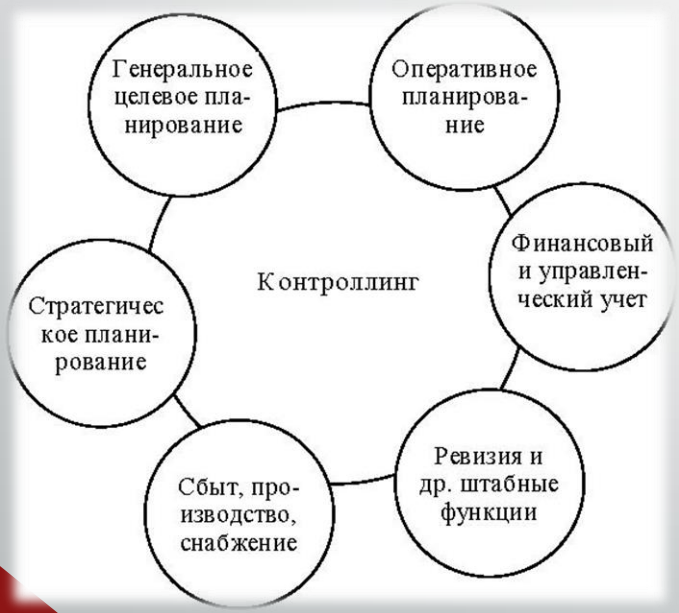 Генеральное
целевое пла-
нирование
Оперативное
планирова-
ние
Финансовый
и управлен-
ческий учет
Контроллинг
Стратегичес
кое плани-
рование
Ревизия и
др. штабные
функции
Сбыт, про-
изводство,
снабжение